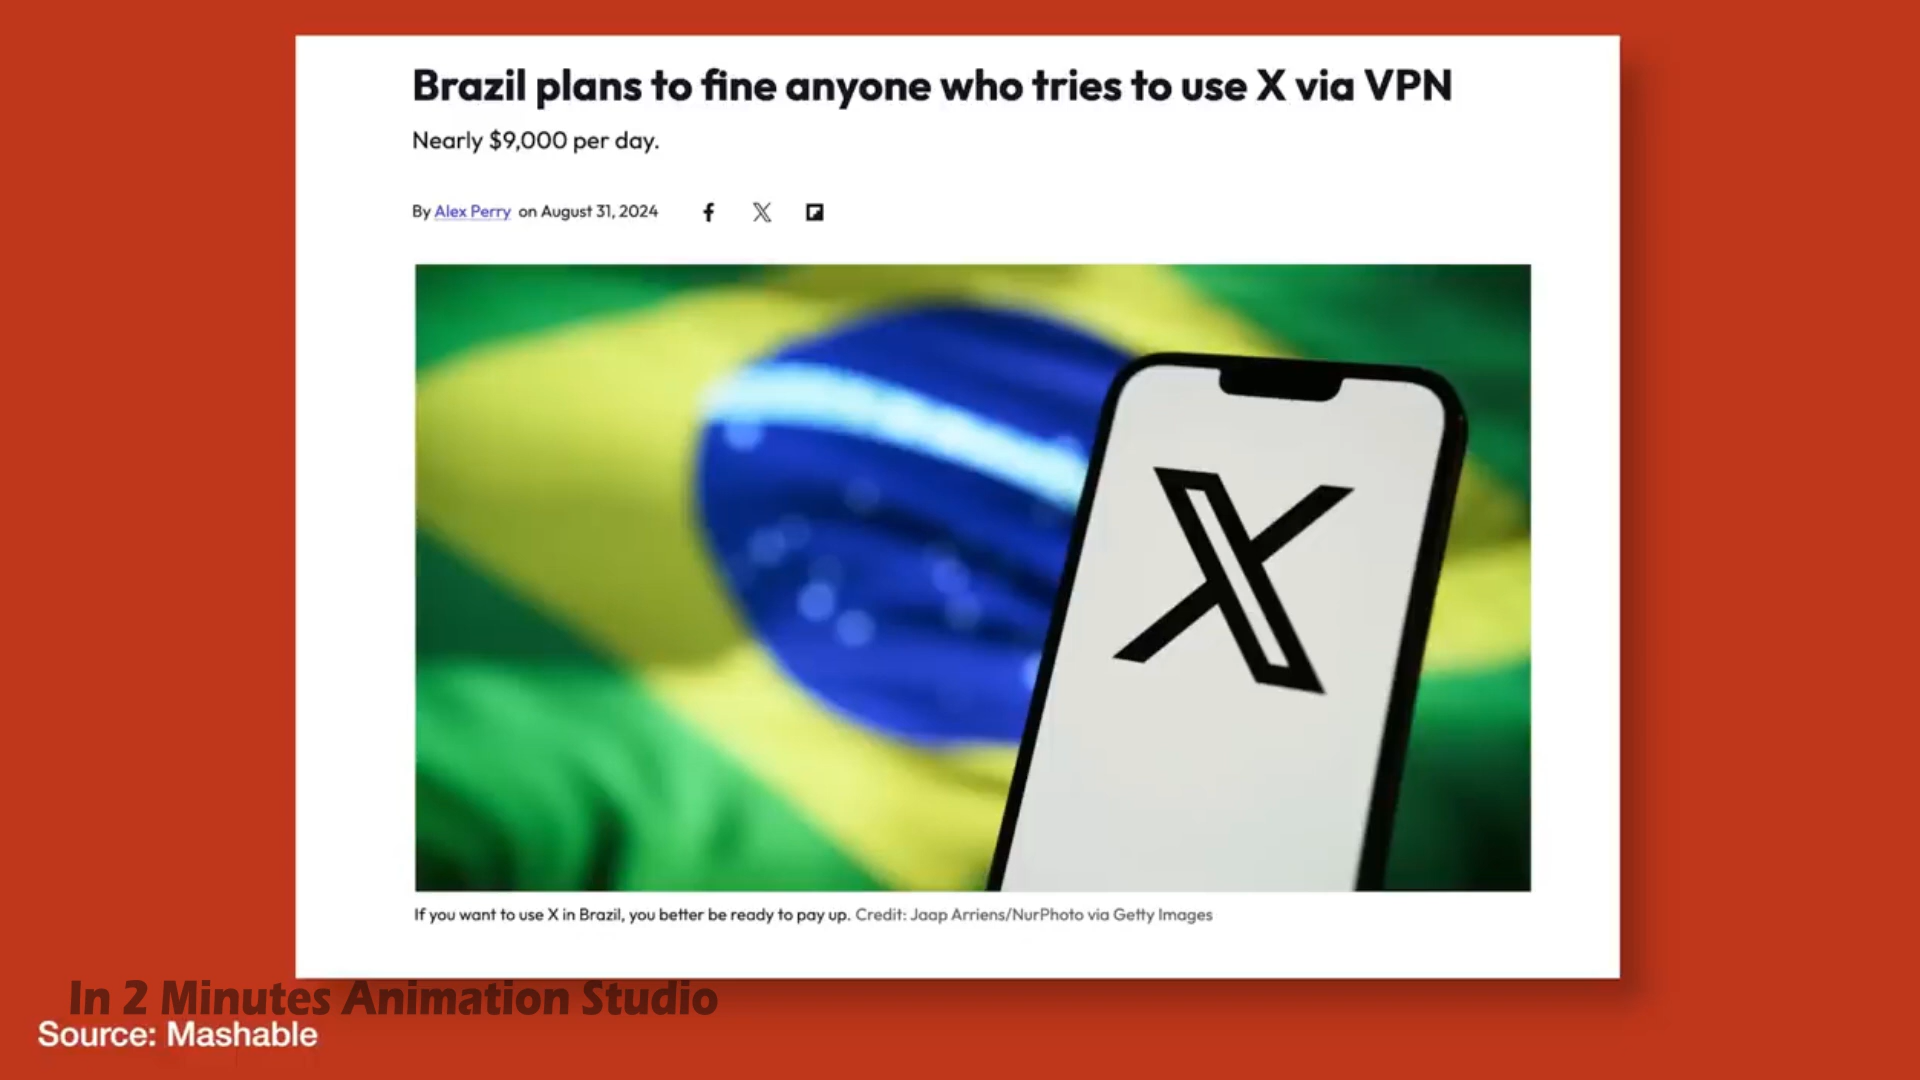 Brazil plans to fine anyone who tries to use X via VPN
Nearly $9,000 per day.
By Alex Perry on August 31, 2024
If you want to use X in Brazil, you better be ready to pay up. Credit: Jaap Arriens/NurPhoto via Getty Images
In 2 Minutes Animation Studio
Source: Mashable